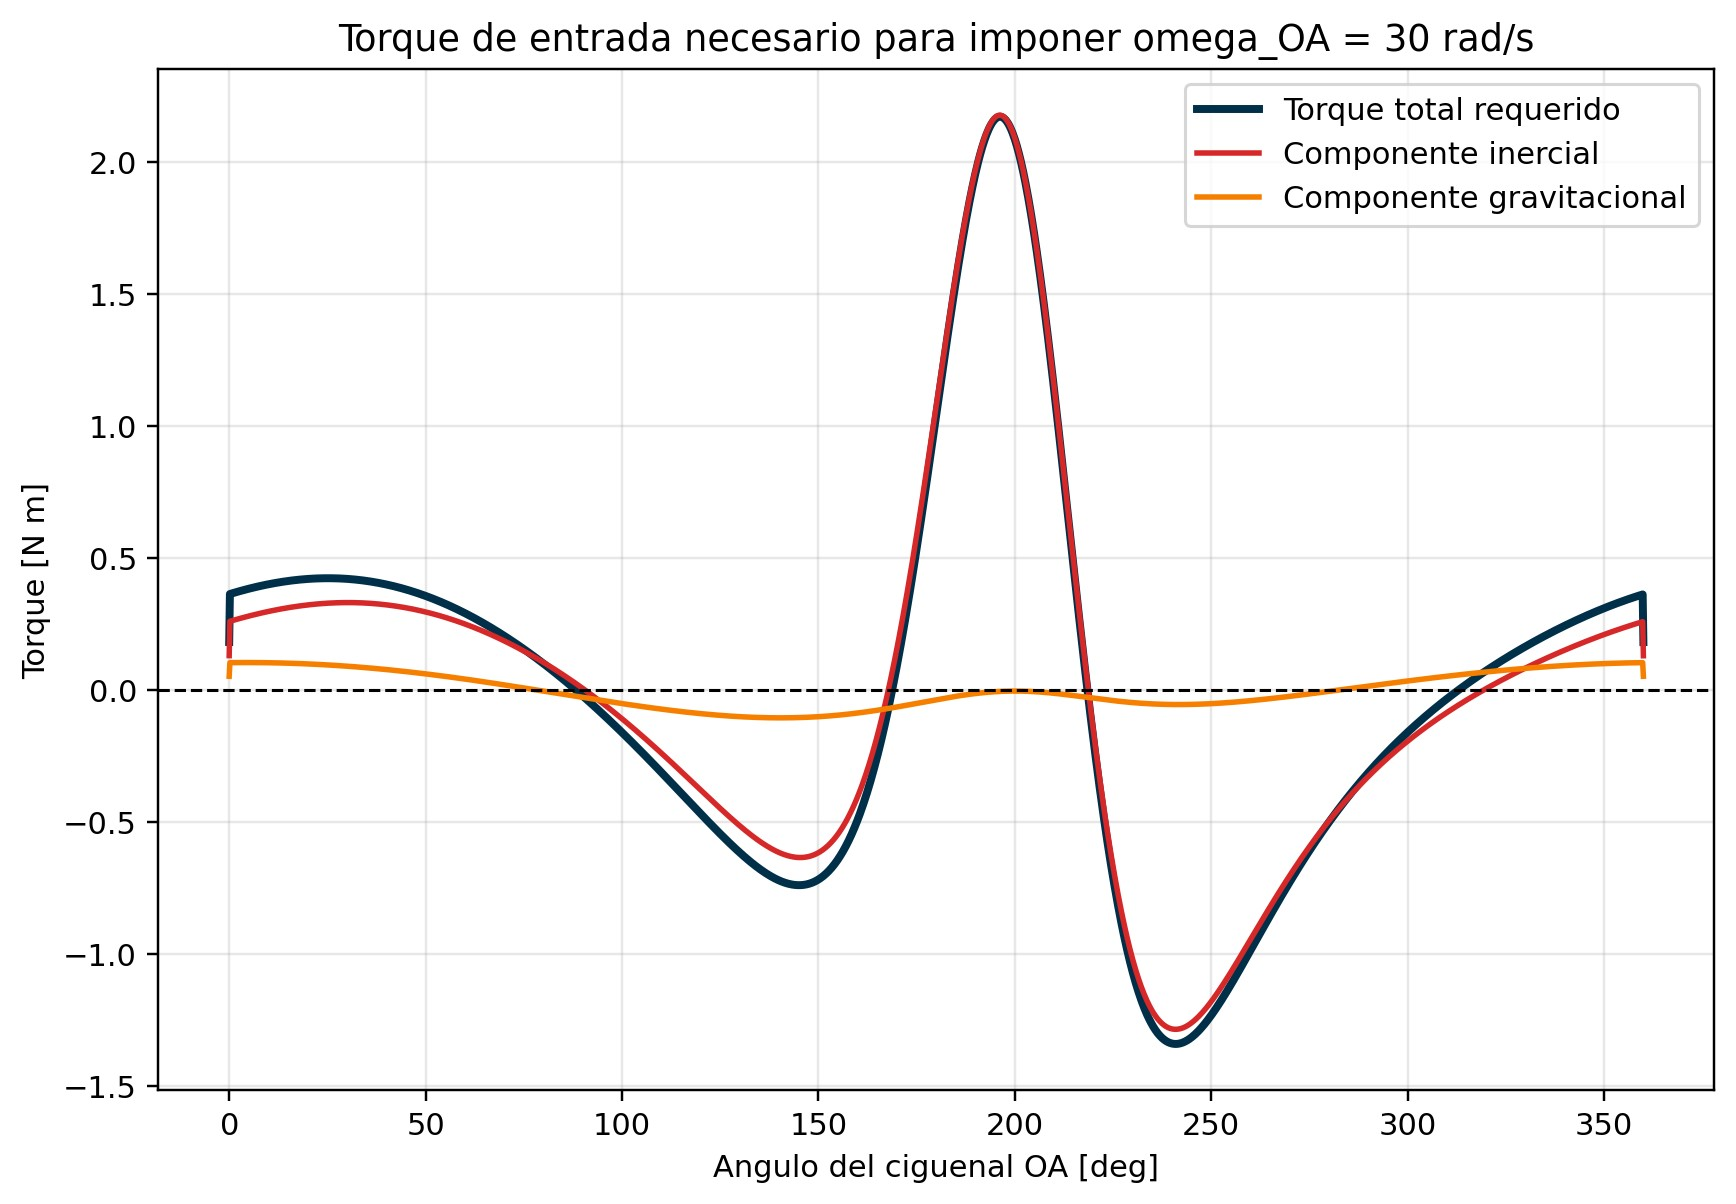 Torque de entrada necesario para imponer omega_OA = 30 rad/s
Torque total requerido
Componente inercial
Componente gravitacional
Torque [N m]
2.0
1.5
1.0
0.5
0.0
−0.5
−1.0
−1.5
0 50 100 150 200 250 300 350
Angulo del ciguenal OA [deg]